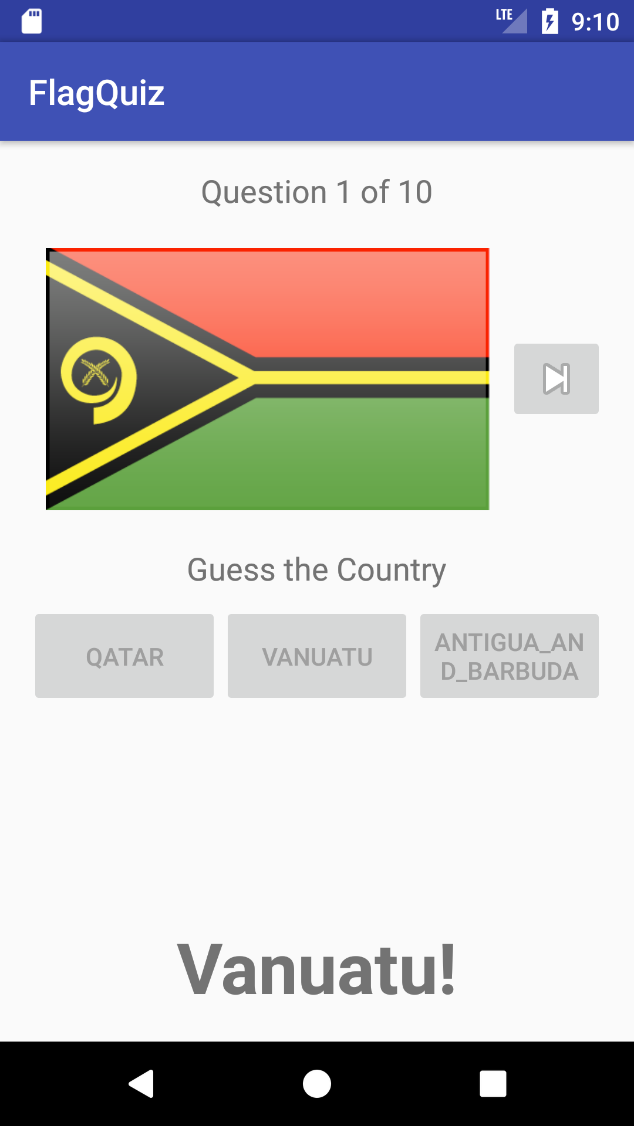 LTE
9:10
FlagQuiz
Question 1 of 10
Guess the Country
QATAR
VANUATU
ANTIGUA_AN
D_BARBUDA
Vanuatu!